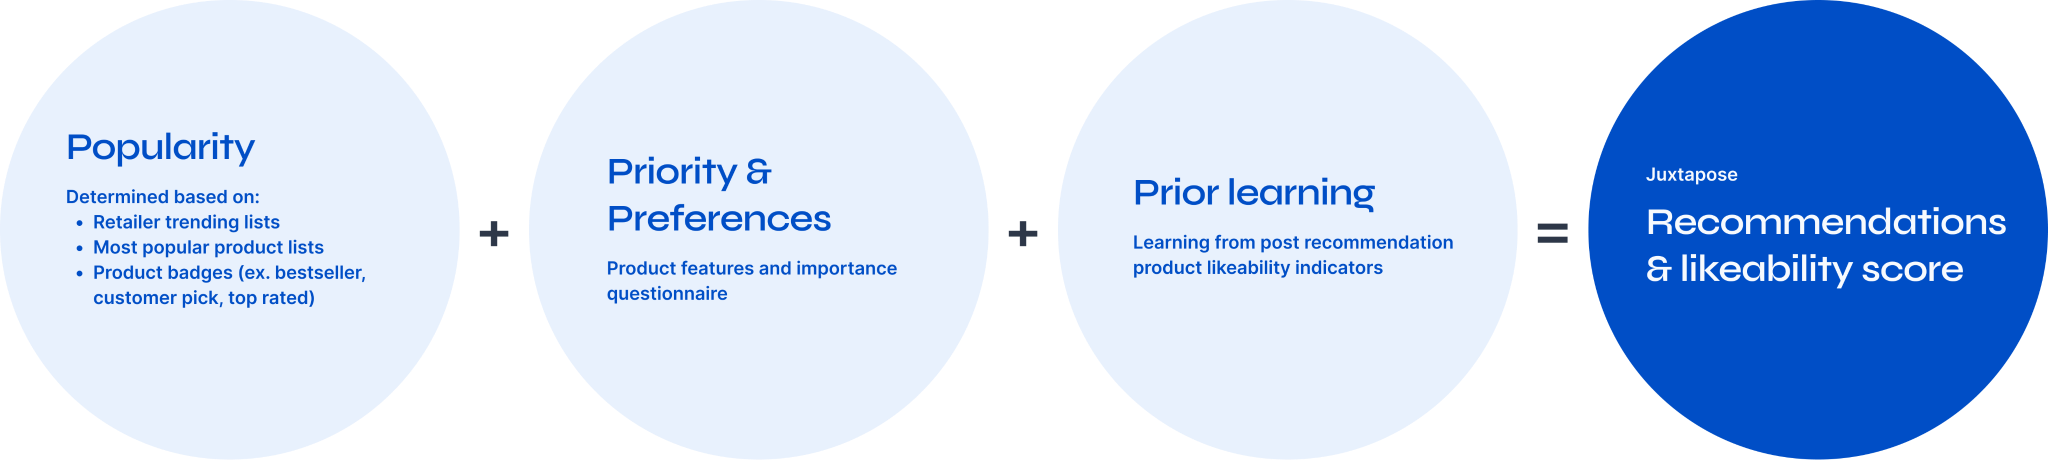 Popularity
Determined based on:
• Retailer trending lists
• Most popular product lists
• Product badges (ex. bestseller,
customer pick, top rated)
+
Priority &
Preferences
Product features and importance
questionnaire
+
Prior learning
Learning from post recommendation
product likeability indicators
=
Juxtapose
Recommendations
& likeability score